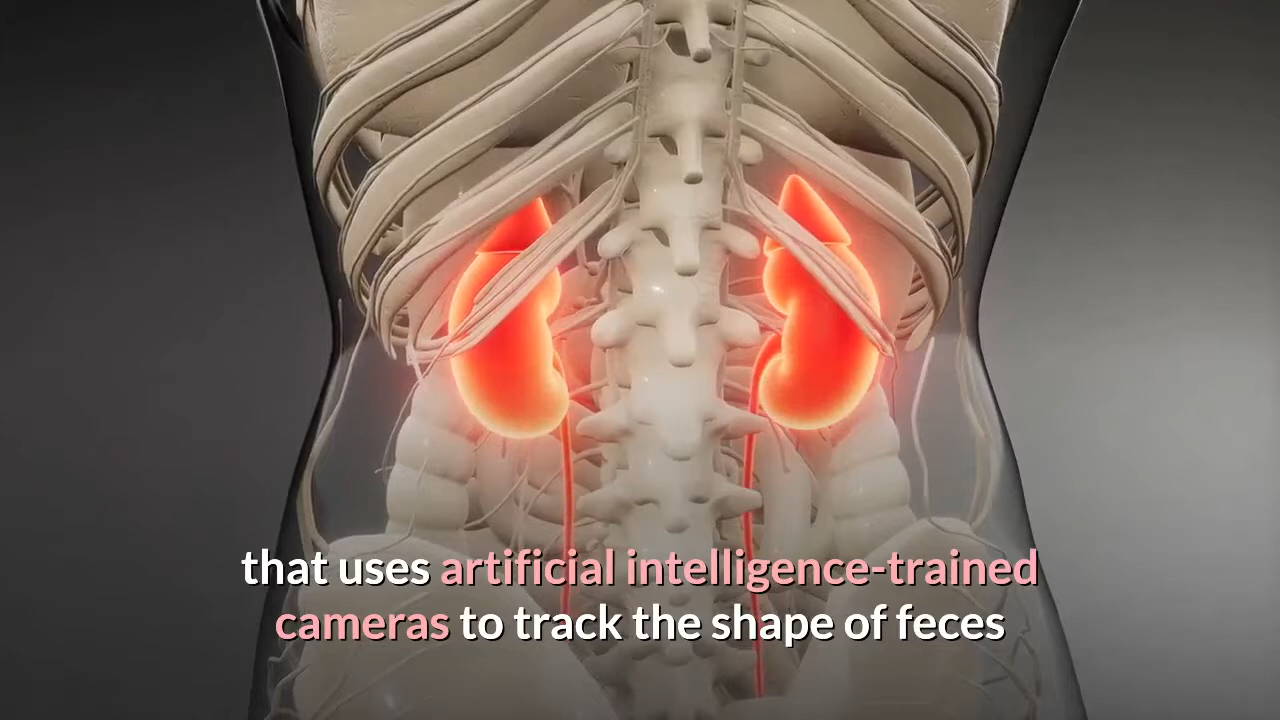 that uses artificial intelligence-trained
cameras to track the shape of feces